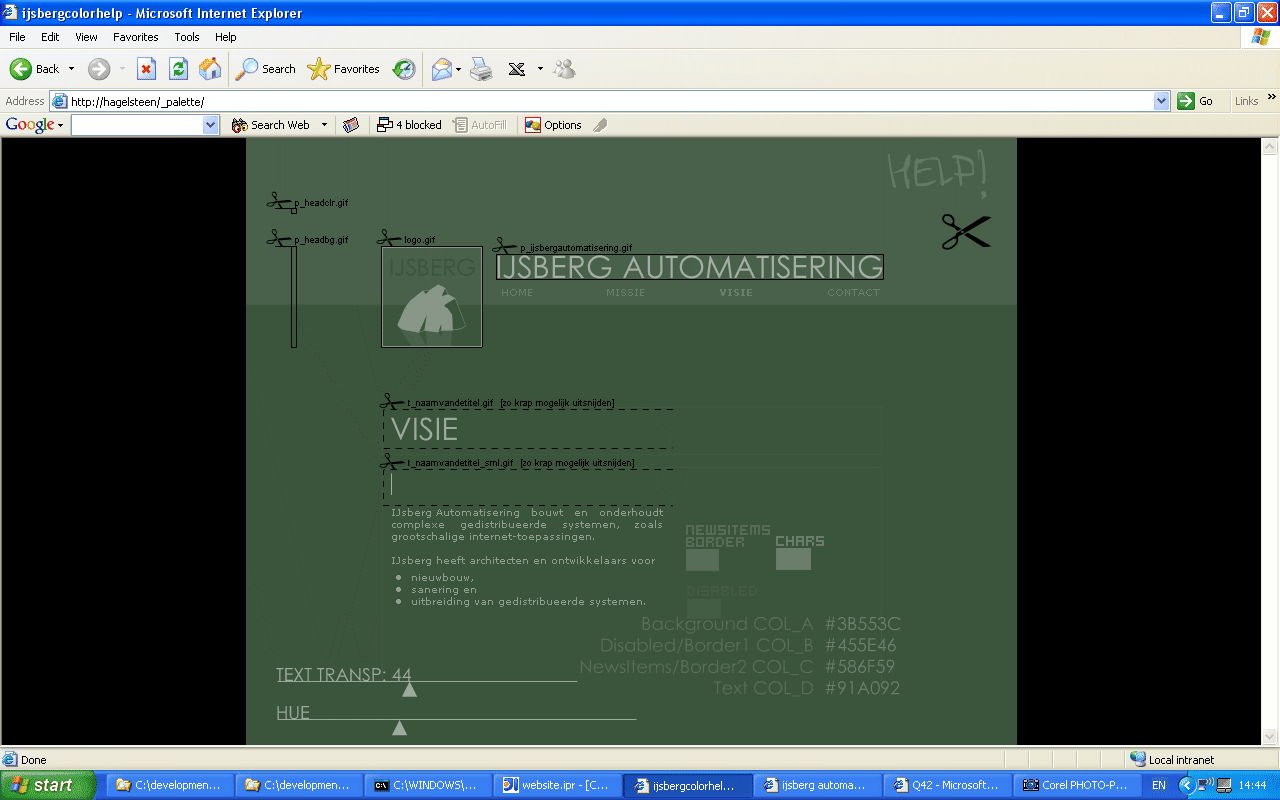 ijsbergcolorhelp - Microsoft Internet Explorer
File Edit View Favorites Tools Help
Back Search Favorites
Address http://hagelsteen/_palette/ Go Links »
Google Search Web 4 blocked AutoFill Options
HELP!
p_headclr.gif
p_headbg.gif logo.gif p_ijsbergautomatisering.gif
IJSBERG IJSBERG AUTOMATISERING
HOME MISSIE VISIE CONTACT
t_naamvandetitel.gif [zo krap mogelijk uitsnijden]
VISIE
t_naamvandetitel_sml.gif [zo krap mogelijk uitsnijden]
IJsberg Automatisering bouwt en onderhoudt
complexe gedistribueerde systemen, zoals
grootschalige internet-toepassingen.
IJsberg heeft architecten en ontwikkelaars voor
• nieuwbouw,
• sanering en
• uitbreiding van gedistribueerde systemen.
NEWSITEMS
BORDER
CHARS
DISABLED
Background COL_A #3B553C
Disabled/Border1 COL_B #455E46
NewsItems/Border2 COL_C #586F59
Text COL_D #91A092
TEXT TRANSP: 44
HUE
Done Local intranet
start C:\developmen... C:\developmen... C:\WINDOWS\... website.ipr - [C... ijsbergcolorhel... ijsberg automa... Q42 - Microsoft... Corel PHOTO-P... EN 14:44